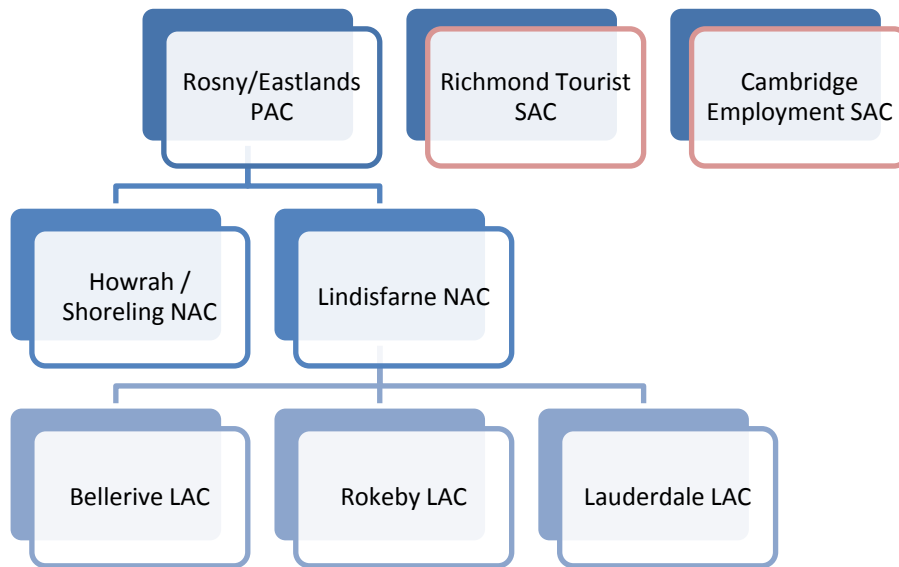 Rosny/Eastlands
PAC
Richmond Tourist
SAC
Cambridge
Employment SAC
Howrah /
Shoreling NAC
Lindisfarne NAC
Bellerive LAC
Rokeby LAC
Lauderdale LAC